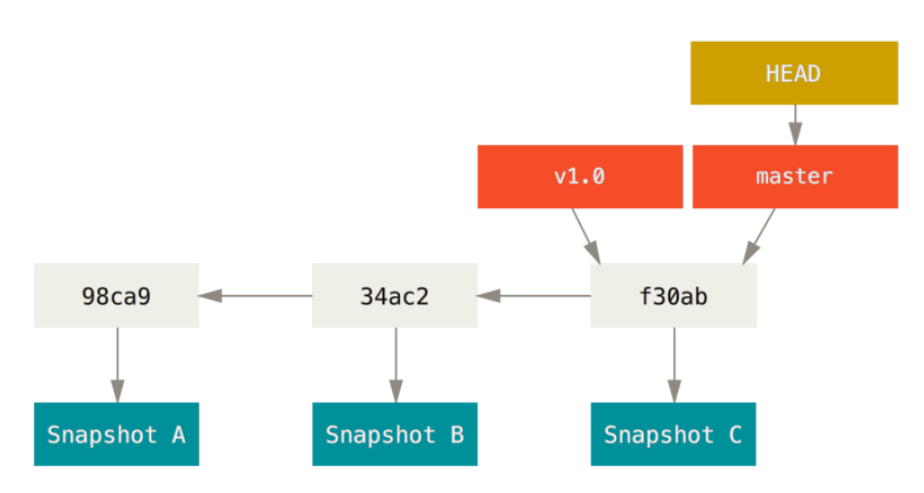 HEAD
v1.0
master
98ca9
34ac2
f30ab
Snapshot A
Snapshot B
Snapshot C